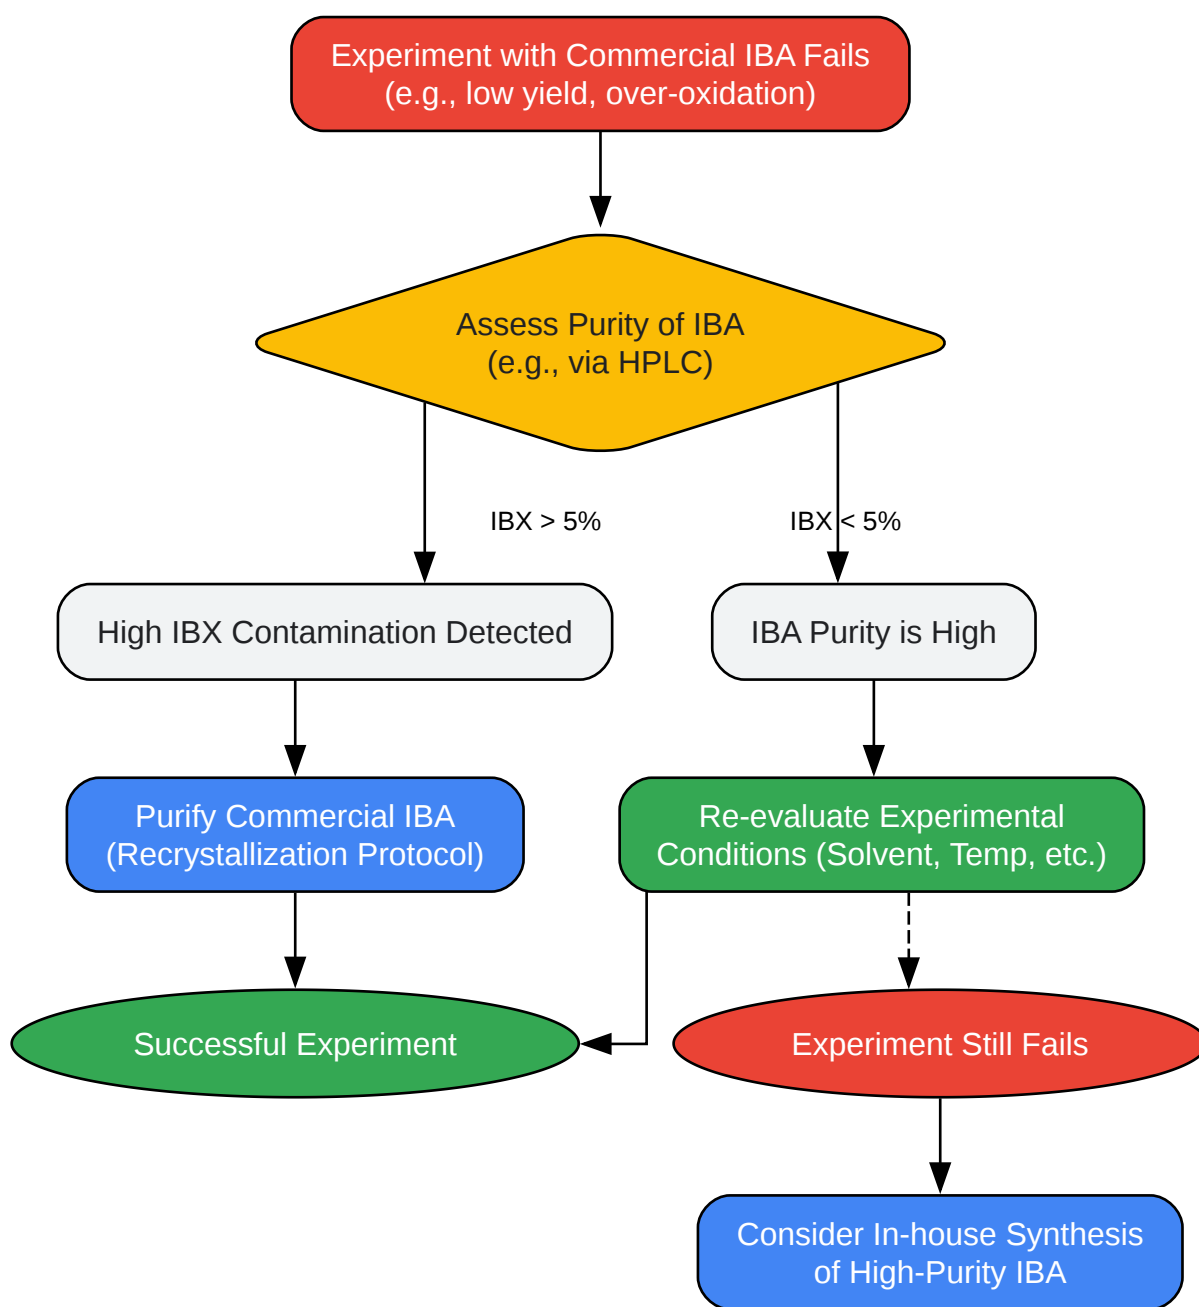 Experiment with Commercial IBA Fails
(e.g., low yield, over-oxidation)
Assess Purity of IBA
(e.g., via HPLC)
IBX > 5%
IBX < 5%
High IBX Contamination Detected
IBA Purity is High
Purify Commercial IBA
(Recrystallization Protocol)
Re-evaluate Experimental
Conditions (Solvent, Temp, etc.)
Successful Experiment
Experiment Still Fails
Consider In-house Synthesis
of High-Purity IBA